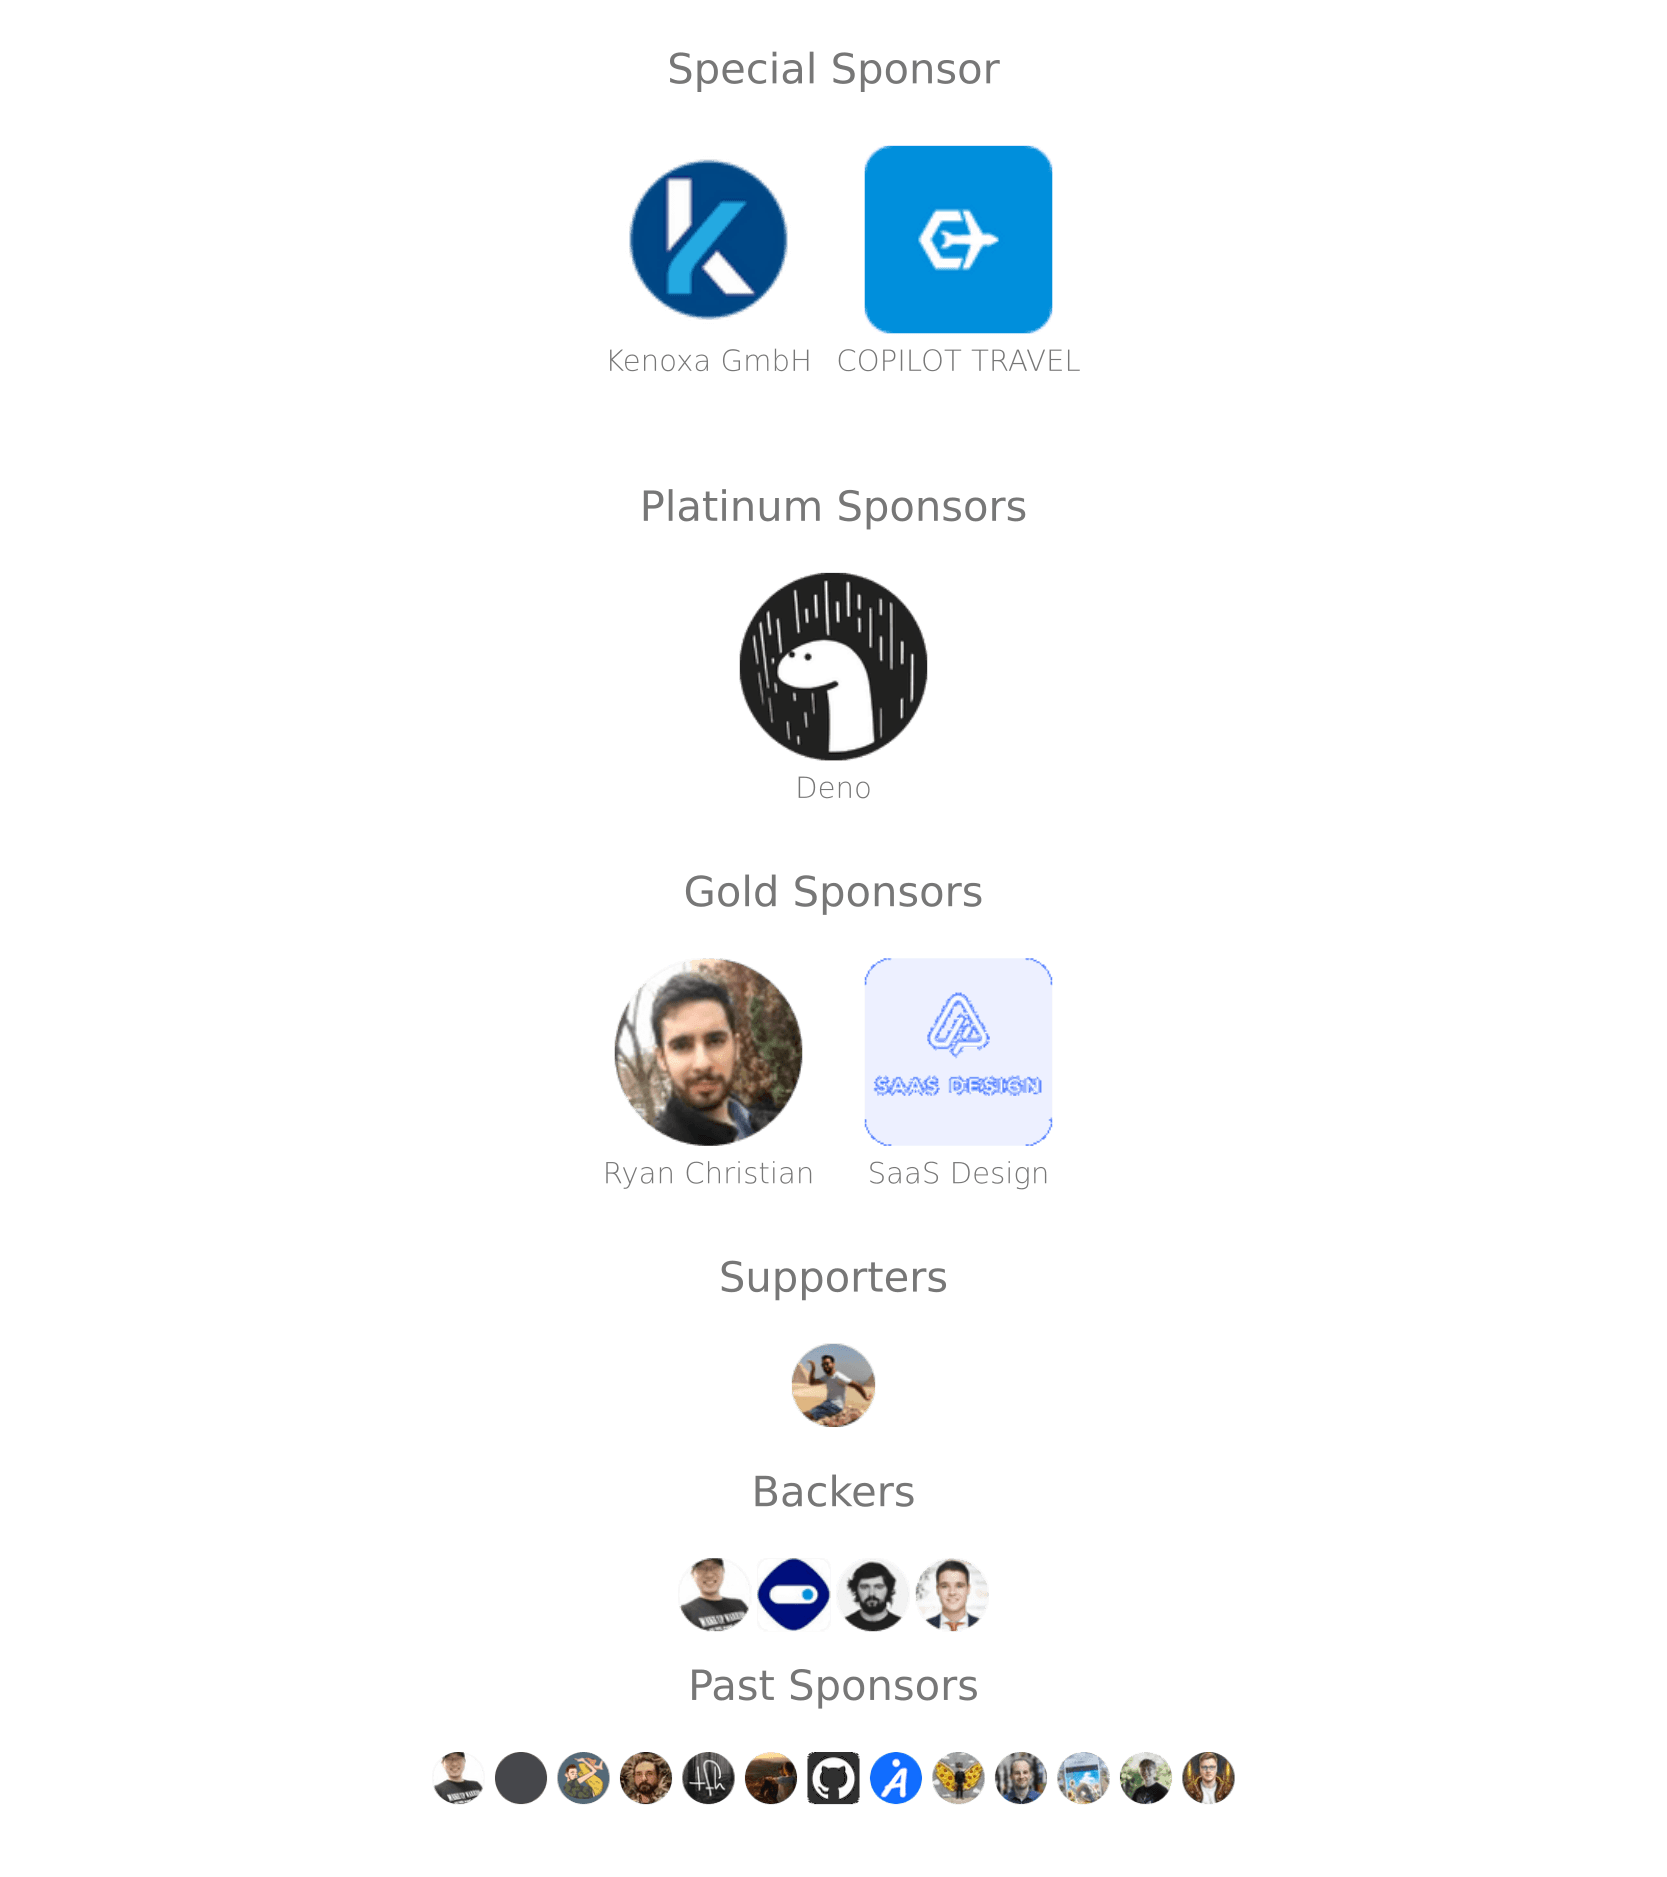 Special Sponsor
Kenoxa GmbH
COPILOT TRAVEL
Platinum Sponsors
Deno
Gold Sponsors
SAAS DESIGN
Ryan Christian
SaaS Design
Supporters
Backers
Past Sponsors